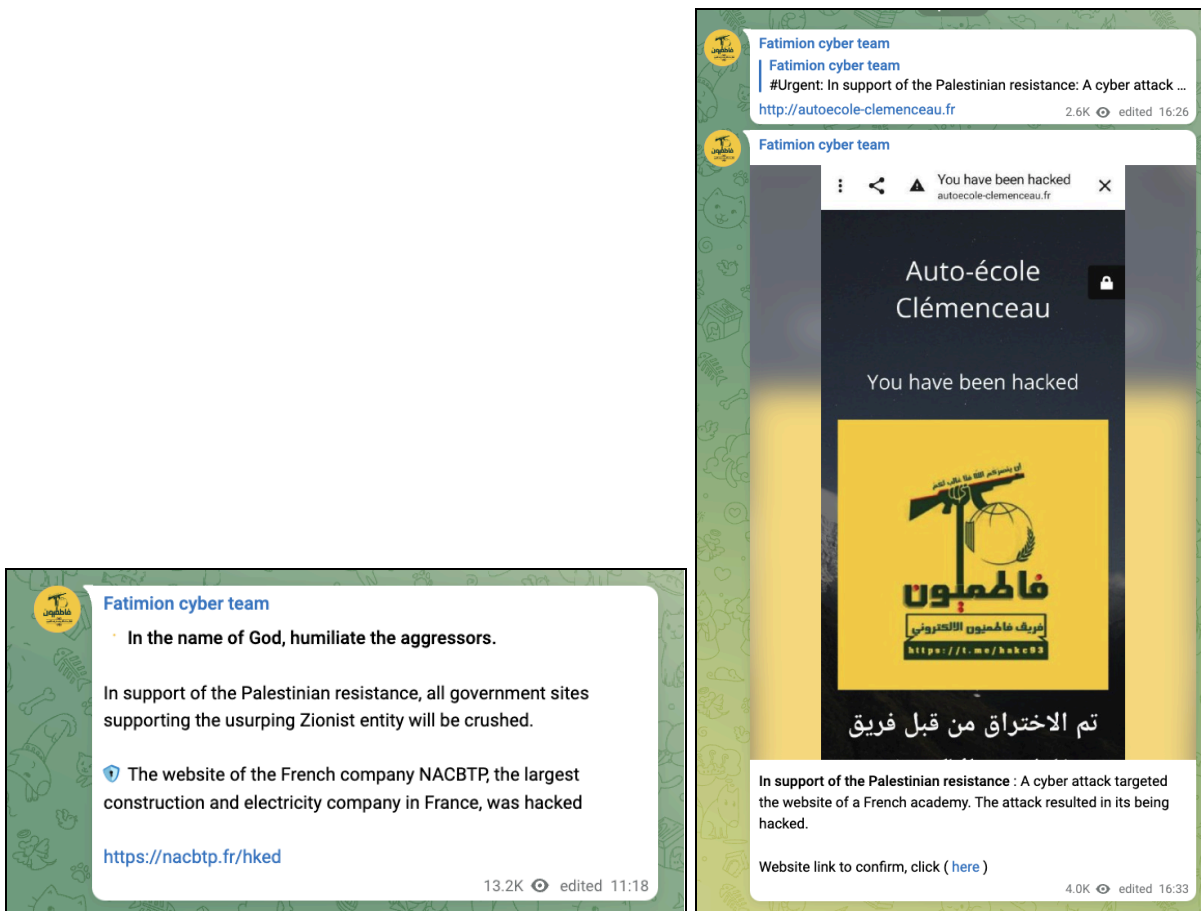 Fatimion cyber team
In the name of God, humiliate the aggressors.
In support of the Palestinian resistance, all government sites
supporting the usurping Zionist entity will be crushed.
The website of the French company NACBTP, the largest
construction and electricity company in France, was hacked
https://nacbtp.fr/hked
13.2K edited 11:18
Fatimion cyber team
Fatimion cyber team
#Urgent: In support of the Palestinian resistance: A cyber attack ...
http://autoecole-clemenceau.fr
2.6K edited 16:26
Fatimion cyber team
You have been hacked
autoecole-clemenceau.fr
Auto-école
Clémenceau
You have been hacked
أن ينصركم الله فلا غالب لكم
فاطميون
فريق فاطميون الالكتروني
https://t.me/hakc93
تم الاختراق من قبل فريق
In support of the Palestinian resistance : A cyber attack targeted
the website of a French academy. The attack resulted in its being
hacked.
Website link to confirm, click ( here )
4.0K edited 16:33